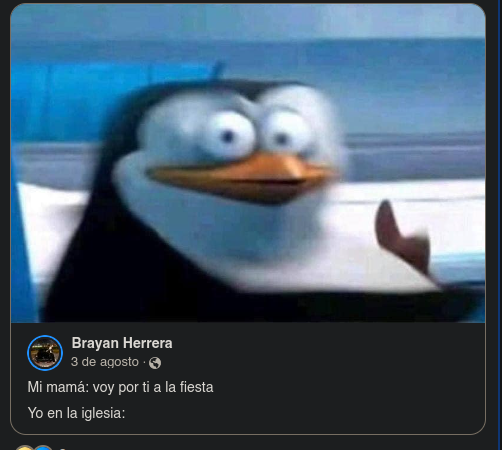 Brayan Herrera
3 de agosto ·
Mi mamá: voy por ti a la fiesta
Yo en la iglesia: